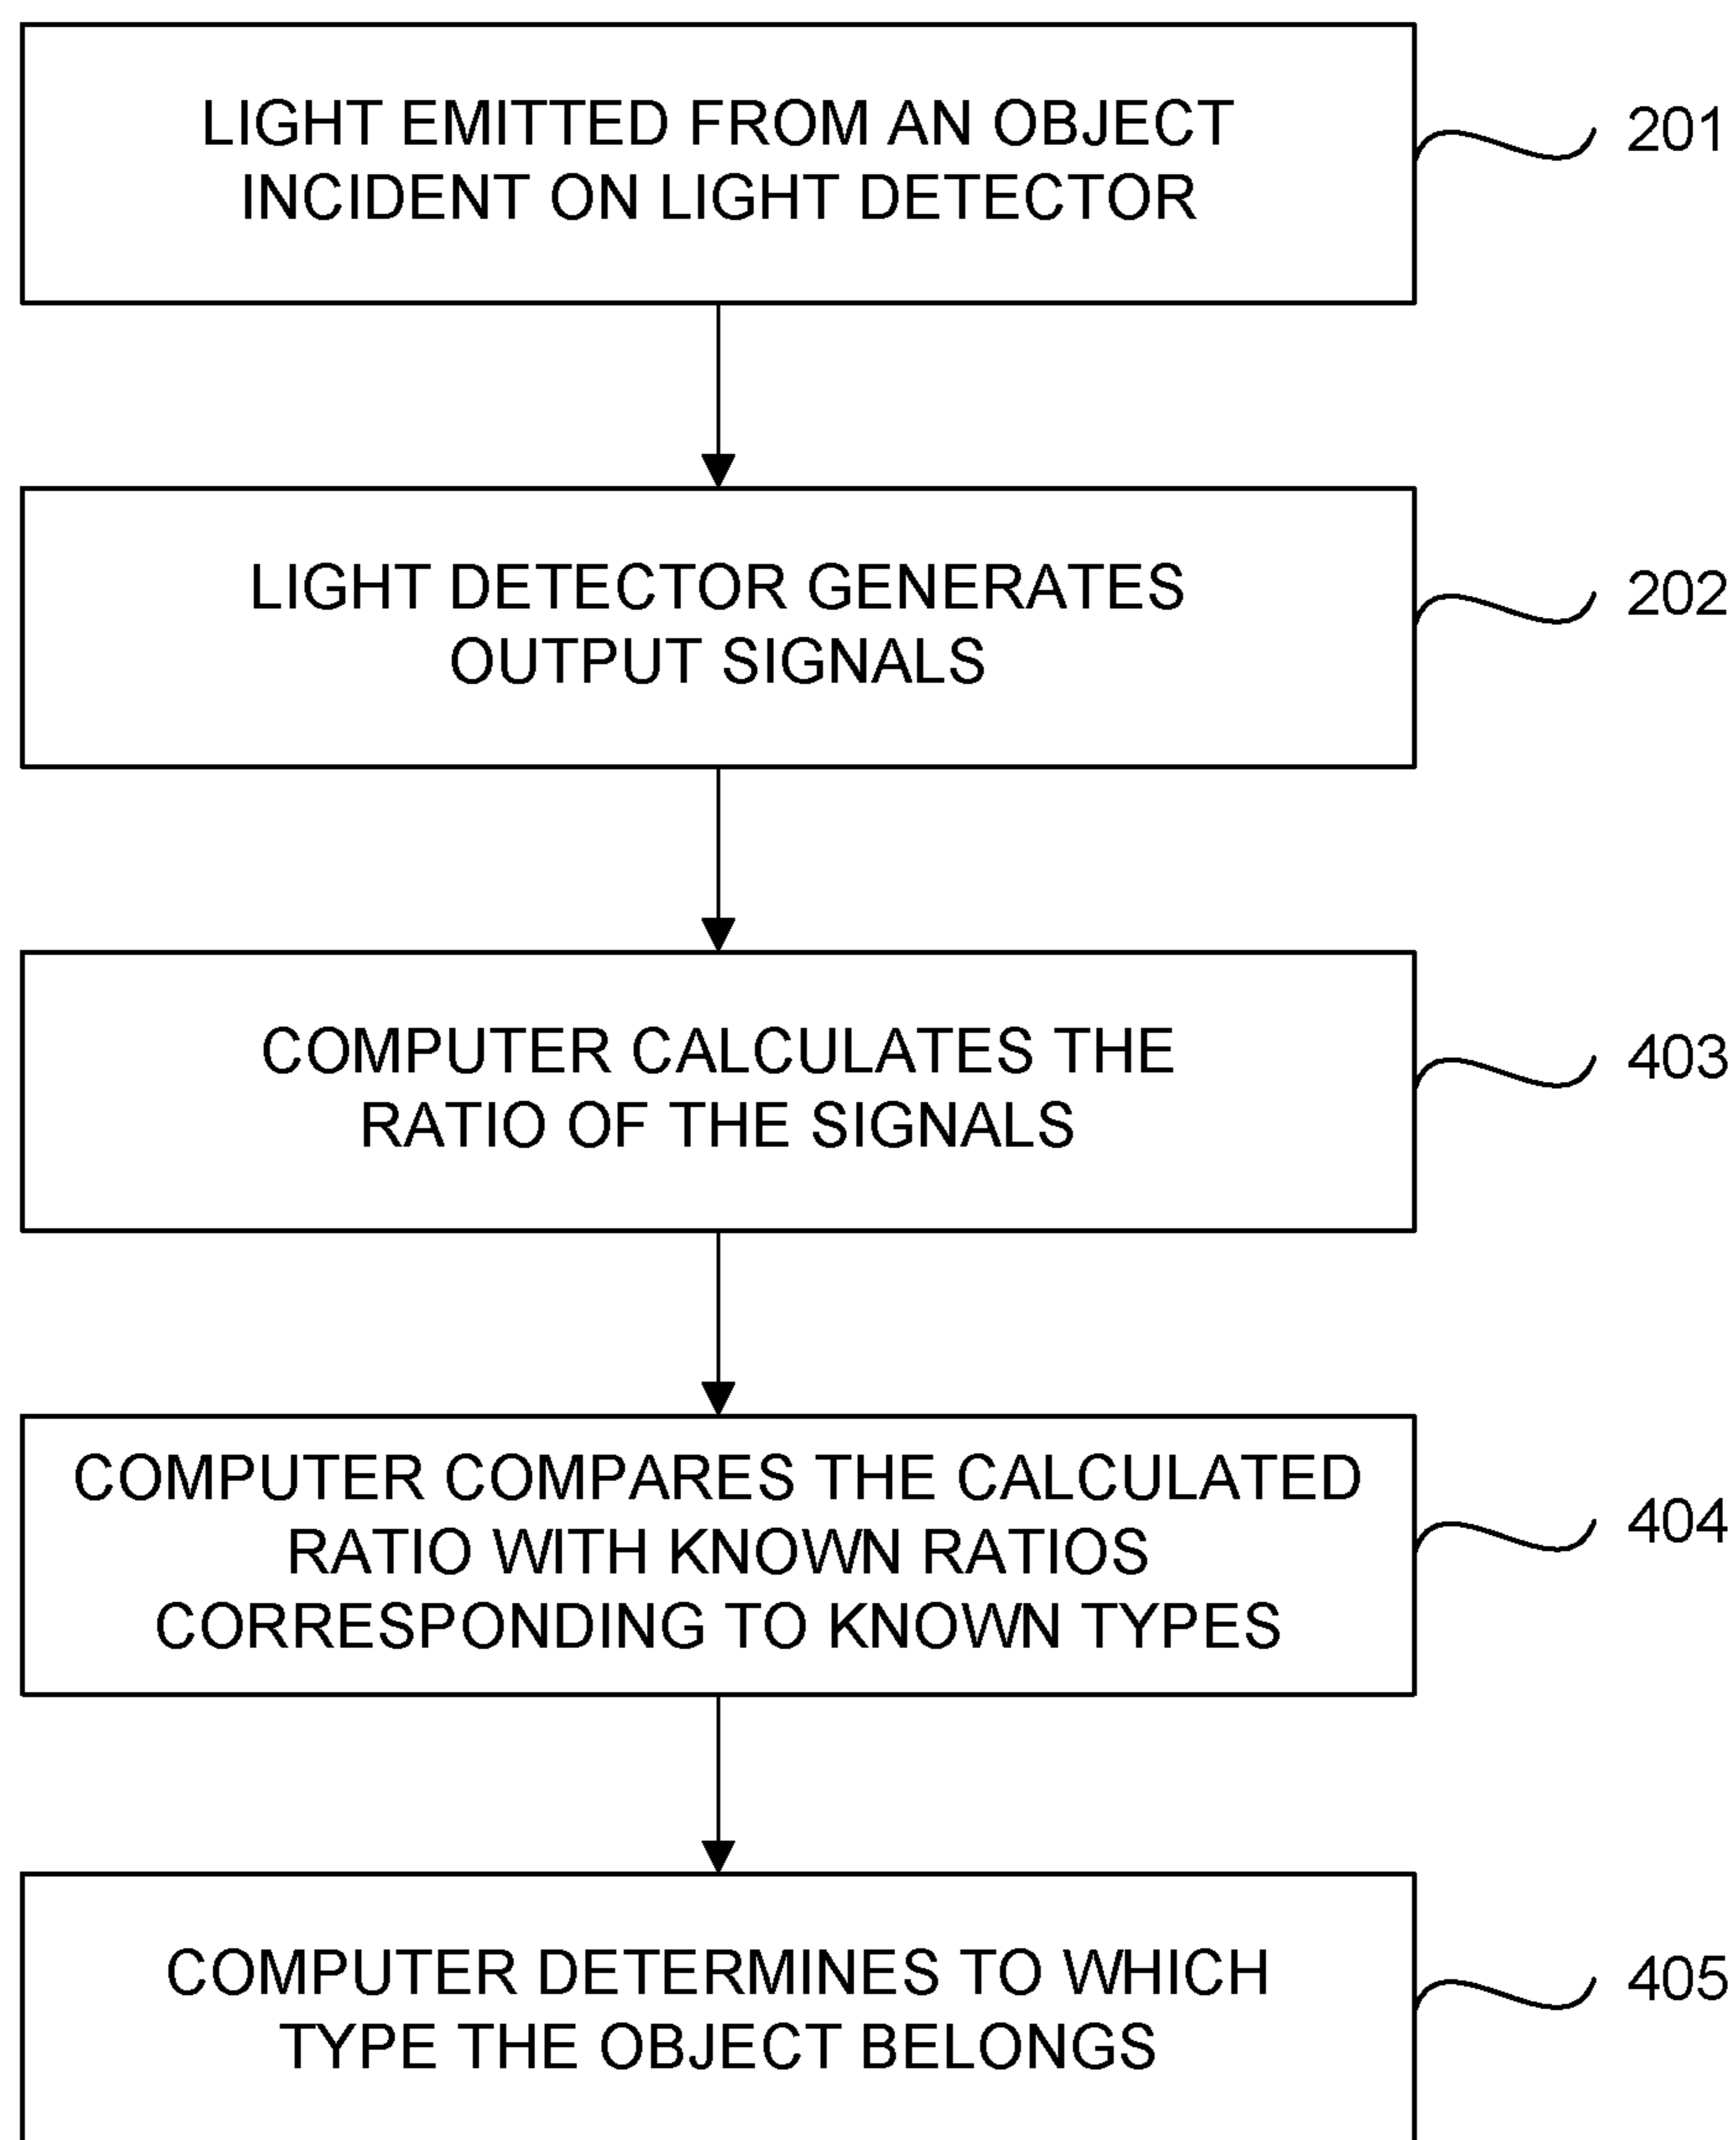 LIGHT EMITTED FROM AN OBJECT
INCIDENT ON LIGHT DETECTOR
201
LIGHT DETECTOR GENERATES
OUTPUT SIGNALS
202
COMPUTER CALCULATES THE
RATIO OF THE SIGNALS
403
COMPUTER COMPARES THE CALCULATED
RATIO WITH KNOWN RATIOS
CORRESPONDING TO KNOWN TYPES
404
COMPUTER DETERMINES TO WHICH
TYPE THE OBJECT BELONGS
405